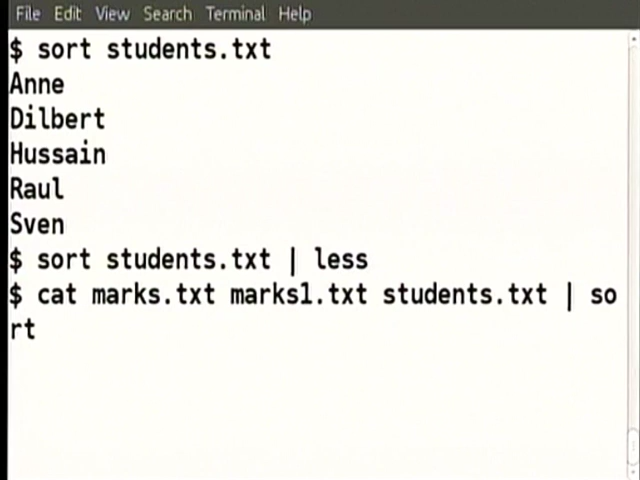 File Edit View Search Terminal Help
$ sort students.txt
Anne
Dilbert
Hussain
Raul
Sven
$ sort students.txt | less
$ cat marks.txt marks1.txt students.txt | so
rt